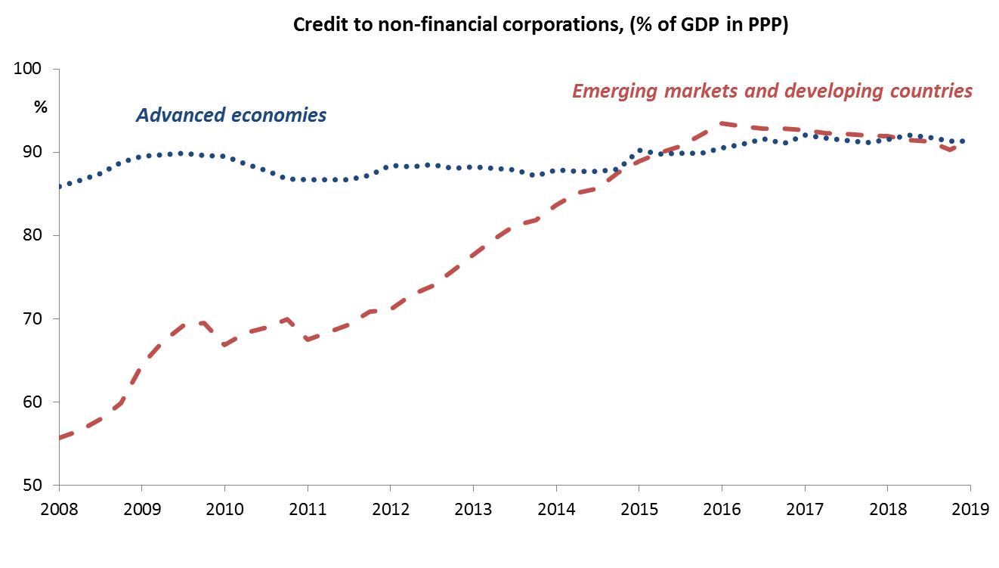 Credit to non-financial corporations, (% of GDP in PPP)
100
%
Emerging markets and developing countries
Advanced economies
90
80
70
60
50
2008 2009 2010 2011 2012 2013 2014 2015 2016 2017 2018 2019